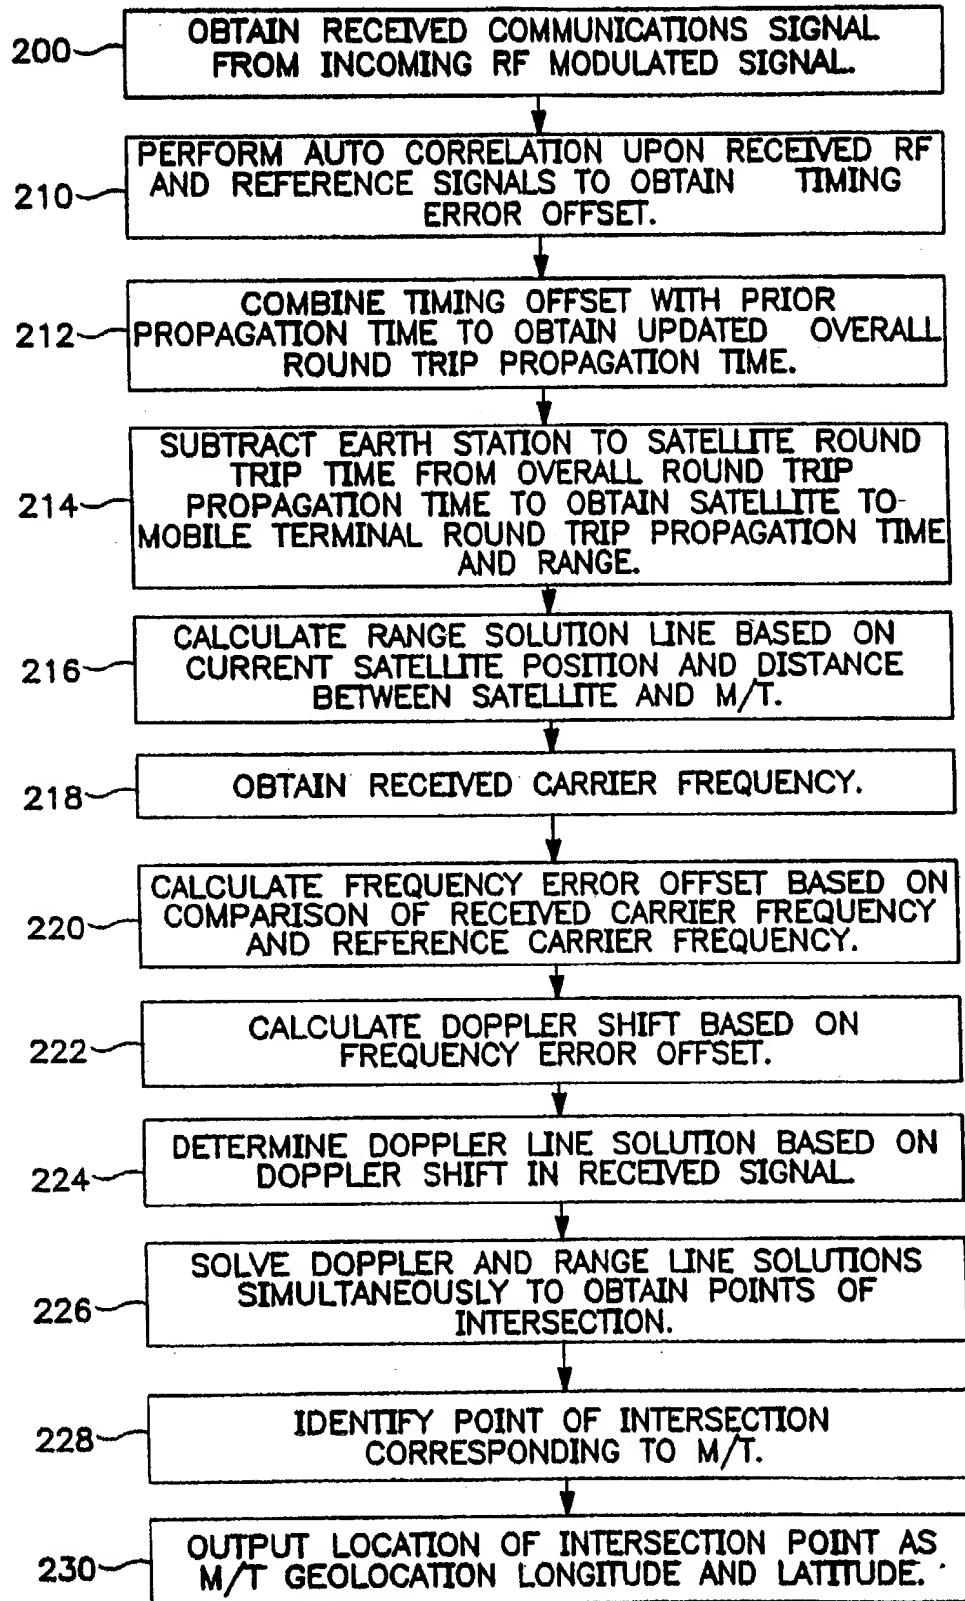 200
OBTAIN RECEIVED COMMUNICATIONS SIGNAL
FROM INCOMING RF MODULATED SIGNAL.
210
PERFORM AUTO CORRELATION UPON RECEIVED RF
AND REFERENCE SIGNALS TO OBTAIN TIMING
ERROR OFFSET.
212
COMBINE TIMING OFFSET WITH PRIOR
PROPAGATION TIME TO OBTAIN UPDATED OVERALL
ROUND TRIP PROPAGATION TIME.
214
SUBTRACT EARTH STATION TO SATELLITE ROUND
TRIP TIME FROM OVERALL ROUND TRIP
PROPAGATION TIME TO OBTAIN SATELLITE TO-
MOBILE TERMINAL ROUND TRIP PROPAGATION TIME
AND RANGE.
216
CALCULATE RANGE SOLUTION LINE BASED ON
CURRENT SATELLITE POSITION AND DISTANCE
BETWEEN SATELLITE AND M/T.
218
OBTAIN RECEIVED CARRIER FREQUENCY.
220
CALCULATE FREQUENCY ERROR OFFSET BASED ON
COMPARISON OF RECEIVED CARRIER FREQUENCY
AND REFERENCE CARRIER FREQUENCY.
222
CALCULATE DOPPLER SHIFT BASED ON
FREQUENCY ERROR OFFSET.
224
DETERMINE DOPPLER LINE SOLUTION BASED ON
DOPPLER SHIFT IN RECEIVED SIGNAL.
226
SOLVE DOPPLER AND RANGE LINE SOLUTIONS
SIMULTANEOUSLY TO OBTAIN POINTS OF
INTERSECTION.
228
IDENTIFY POINT OF INTERSECTION
CORRESPONDING TO M/T.
230
OUTPUT LOCATION OF INTERSECTION POINT AS
M/T GEOLOCATION LONGITUDE AND LATITUDE.